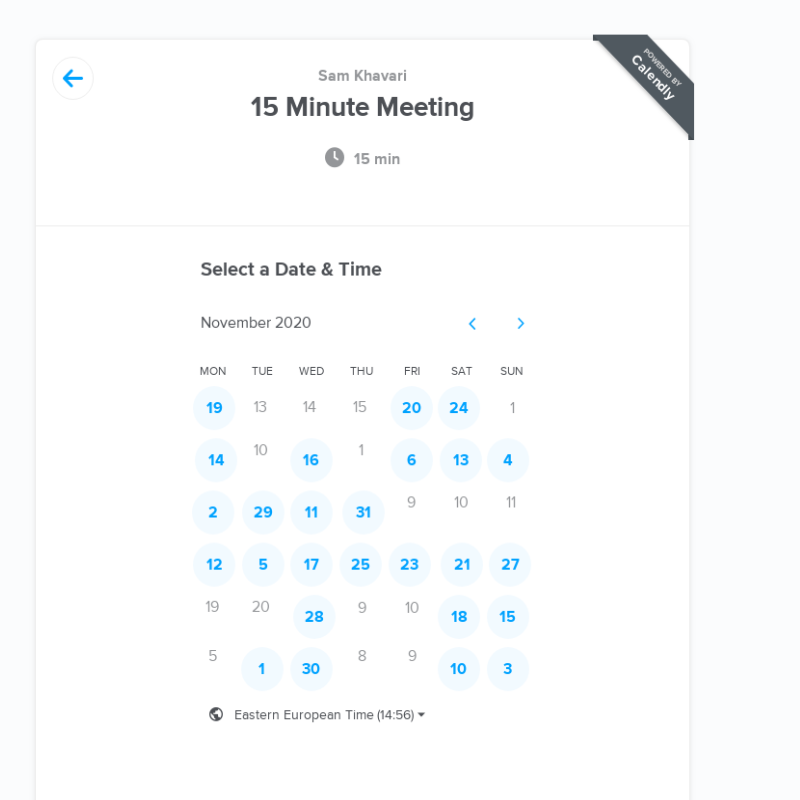 Sam Khavari
POWERED BY
Calendly
15 Minute Meeting
15 min
Select a Date & Time
November 2020
MON TUE WED THU FRI SAT SUN
19 13 14 15 20 24 1
14 10 16 1 6 13 4
2 29 11 31 9 10 11
12 5 17 25 23 21 27
19 20 28 9 10 18 15
5 1 30 8 9 10 3
Eastern European Time (14:56)